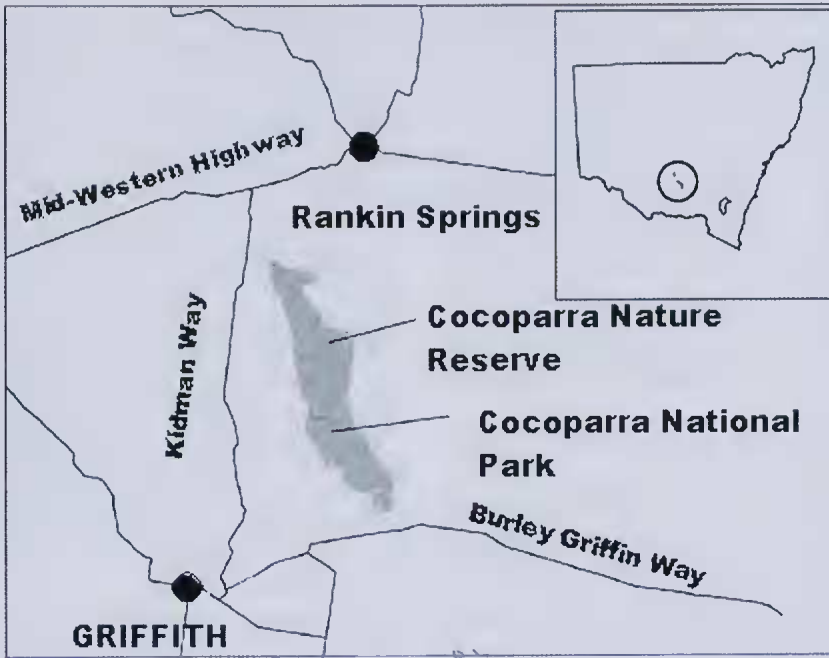 Mid-Western Highway
Rankin Springs
Kidman Way
Cocoparra Nature
Reserve
Cocoparra National
Park
Burley Griffin Way
GRIFFITH